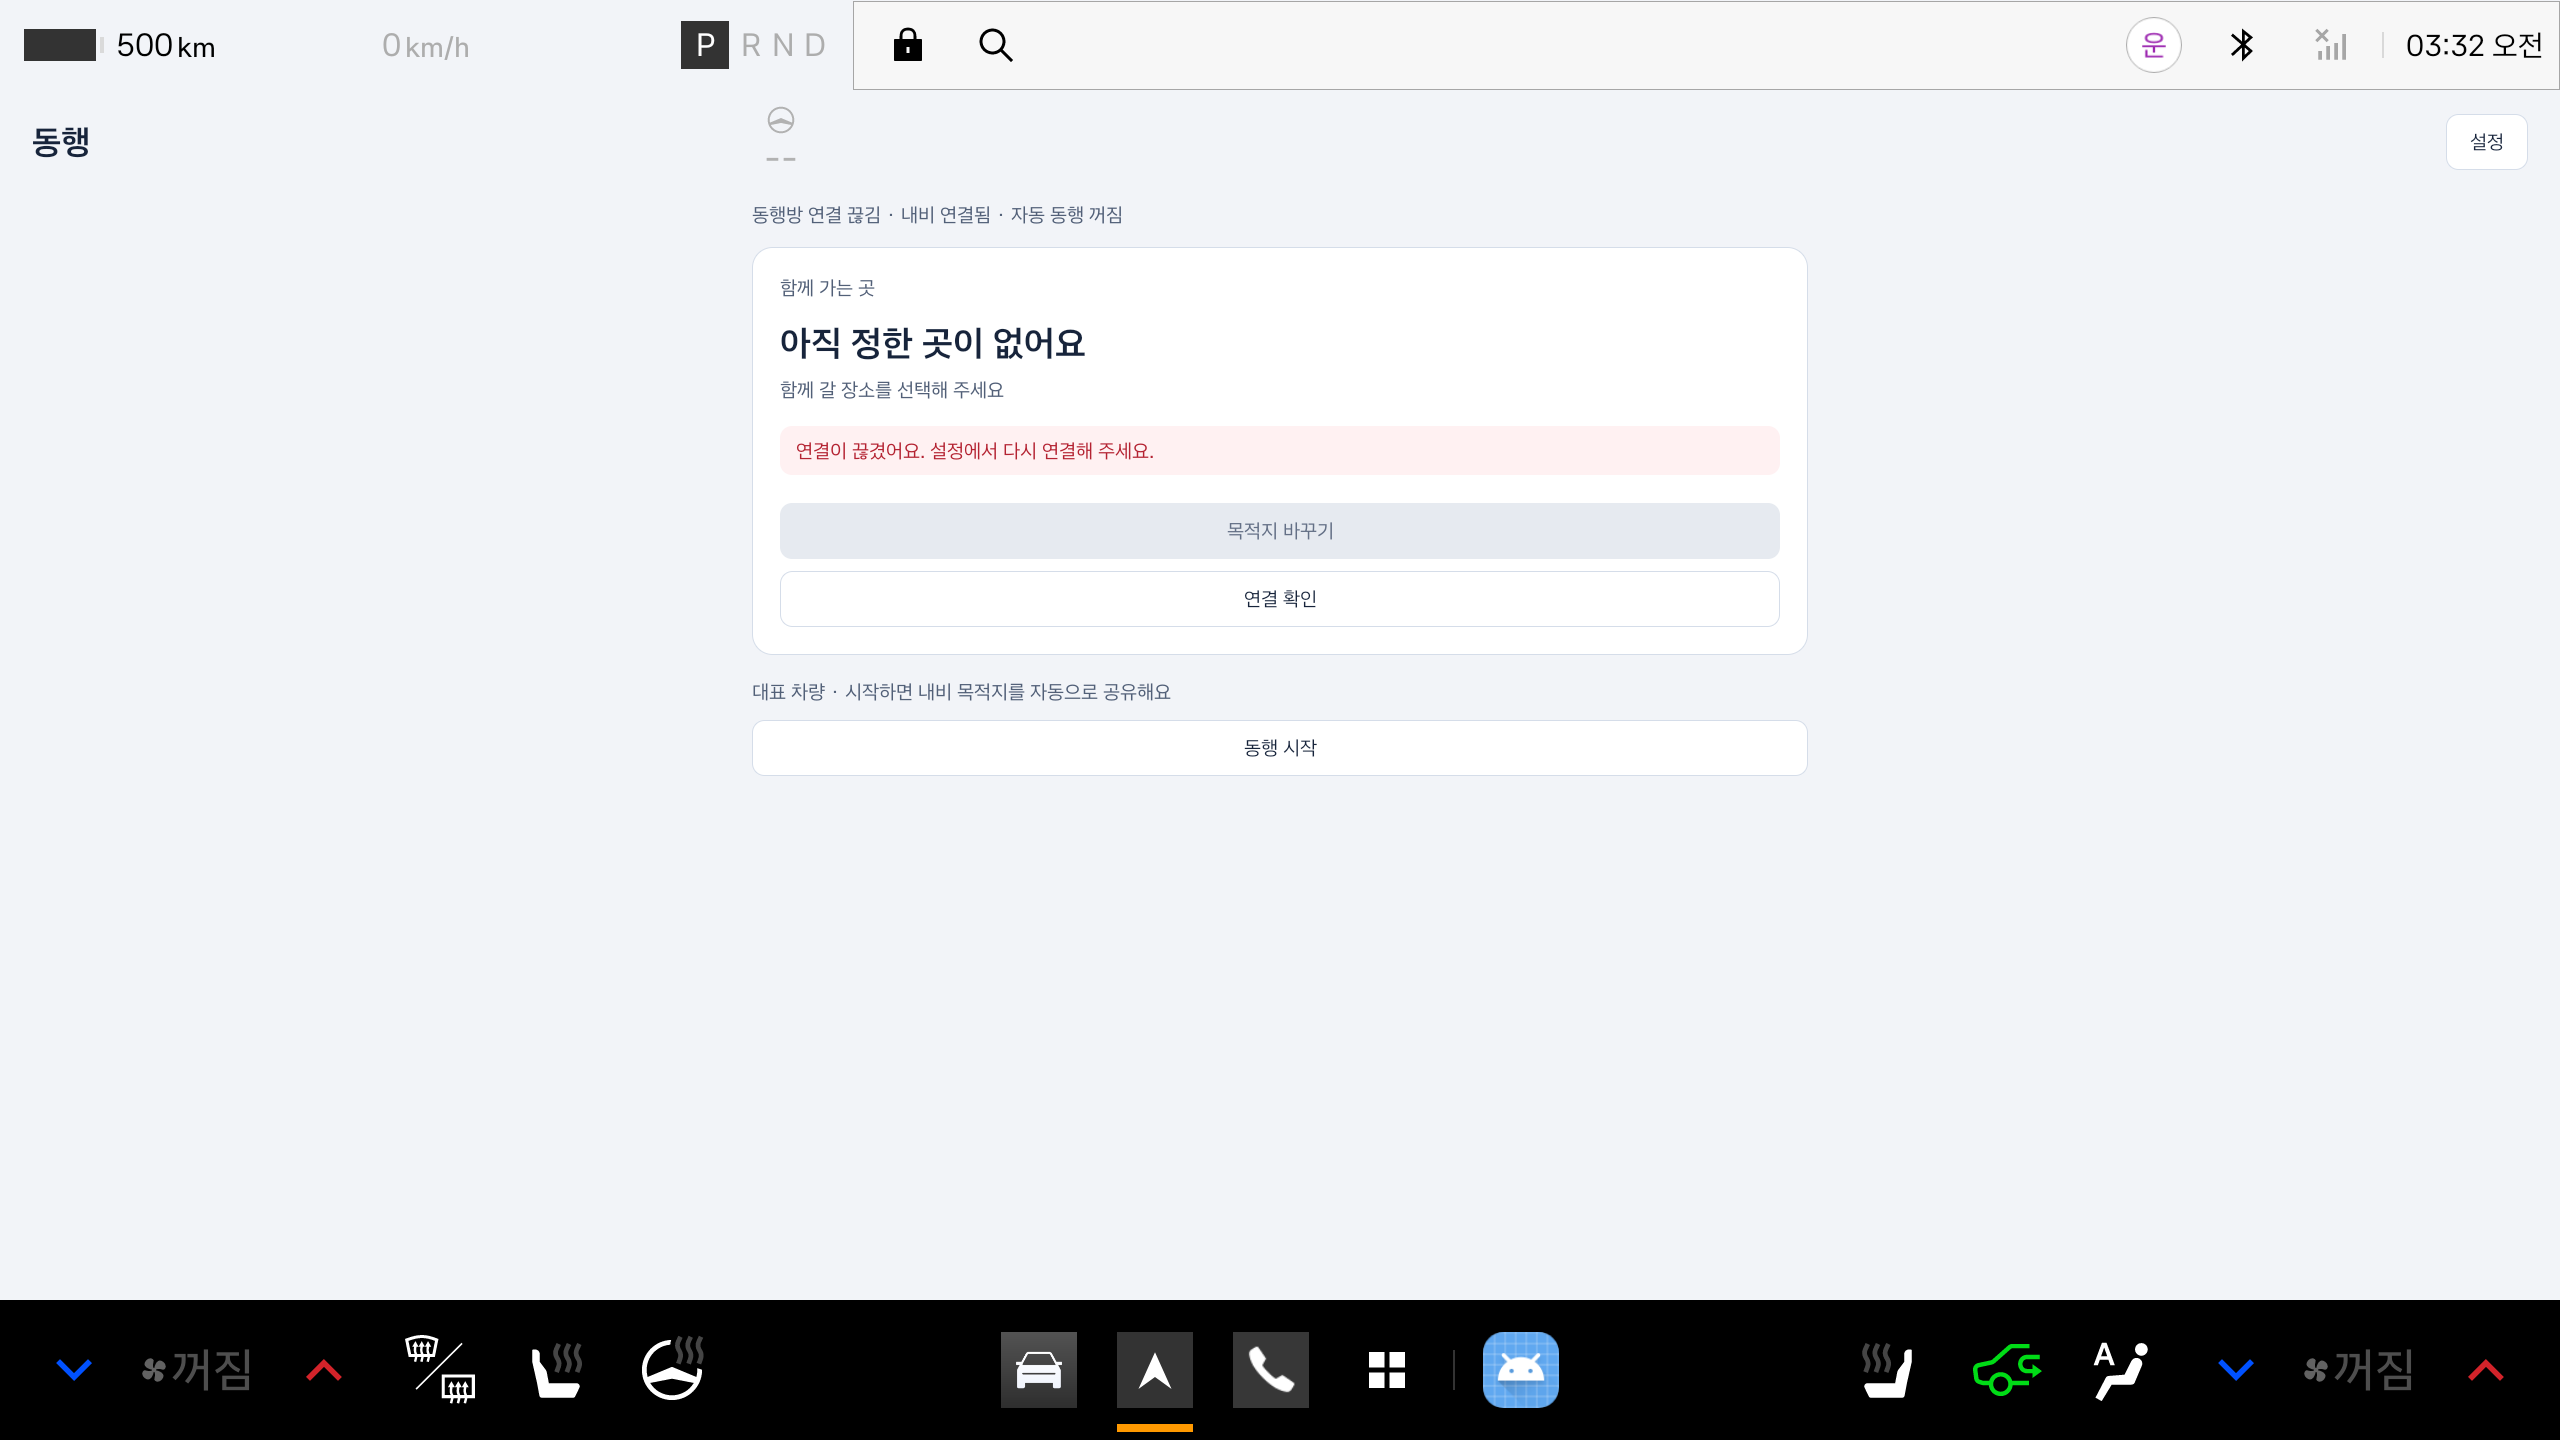 500 km
0 km/h
P R N D
운
03:32 오전
동행
--
설정
동행방 연결 끊김 · 내비 연결됨 · 자동 동행 꺼짐
함께 가는 곳
아직 정한 곳이 없어요
함께 갈 장소를 선택해 주세요
연결이 끊겼어요. 설정에서 다시 연결해 주세요.
목적지 바꾸기
연결 확인
대표 차량 · 시작하면 내비 목적지를 자동으로 공유해요
동행 시작
꺼짐
A
꺼짐